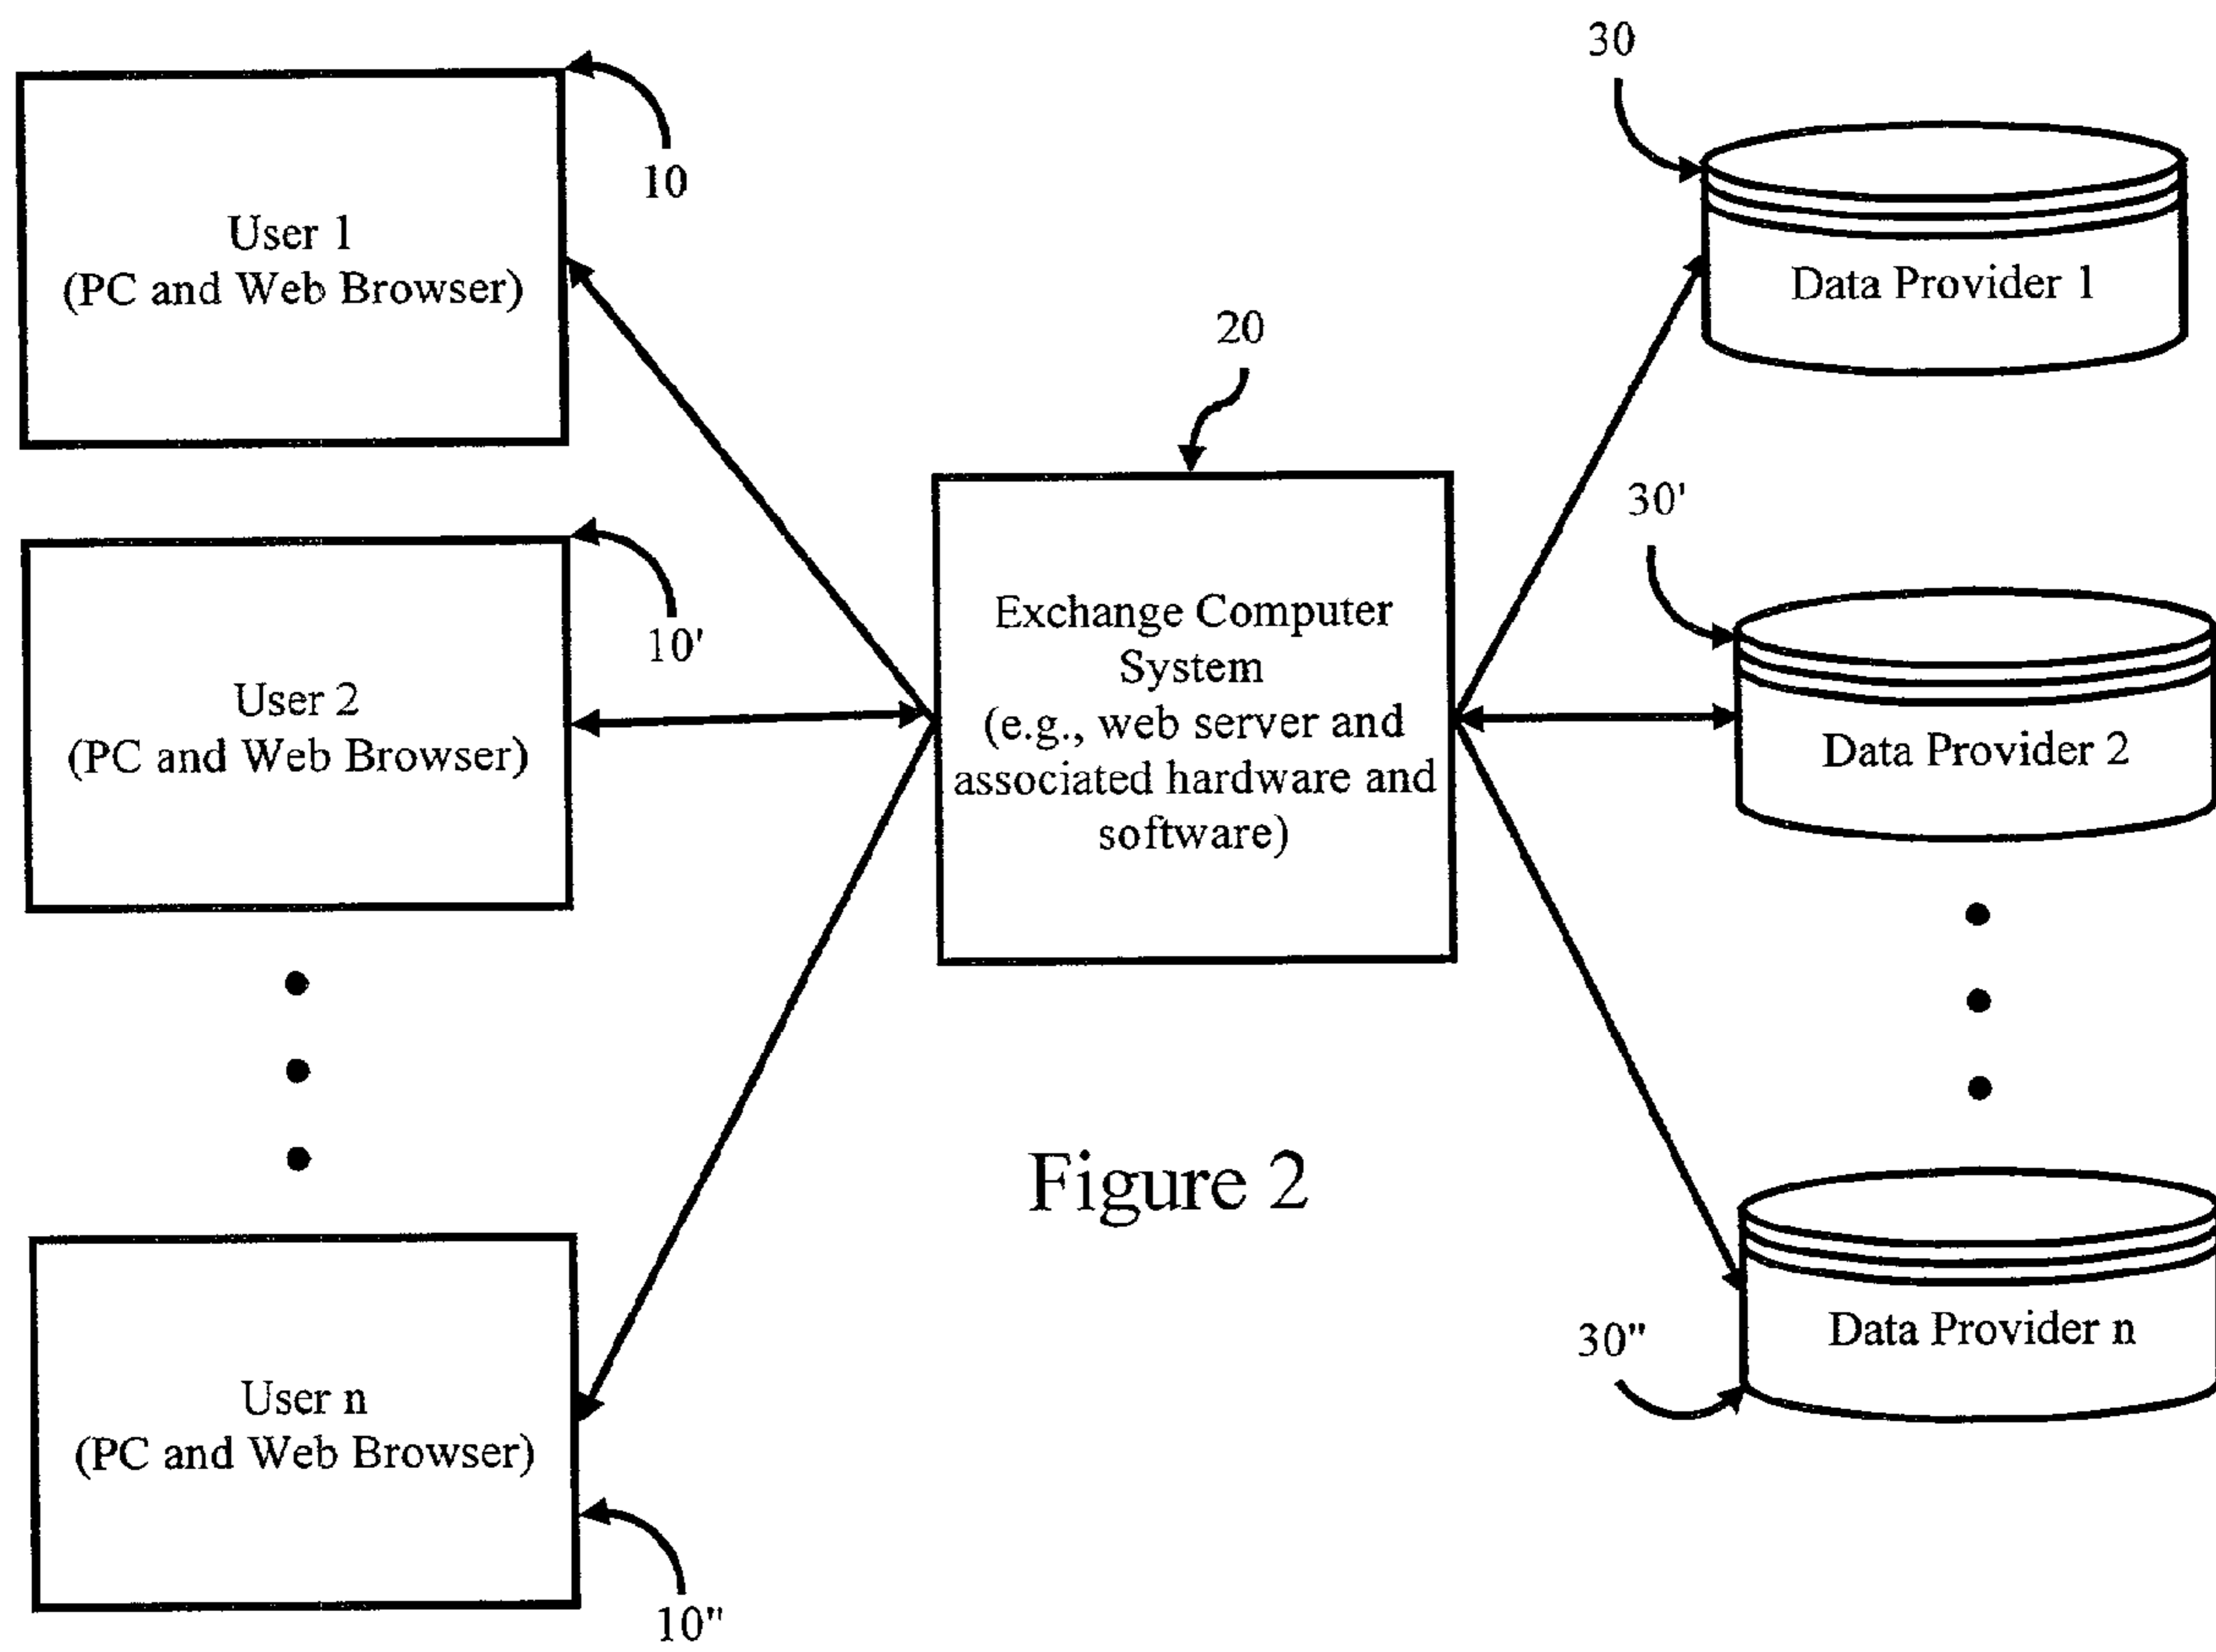 30
10
User 1
(PC and Web Browser)
Data Provider 1
20
30'
10'
User 2
(PC and Web Browser)
Exchange Computer
System
(e.g., web server and
associated hardware and
software)
Data Provider 2
Figure 2
User n
(PC and Web Browser)
30"
Data Provider n
10"